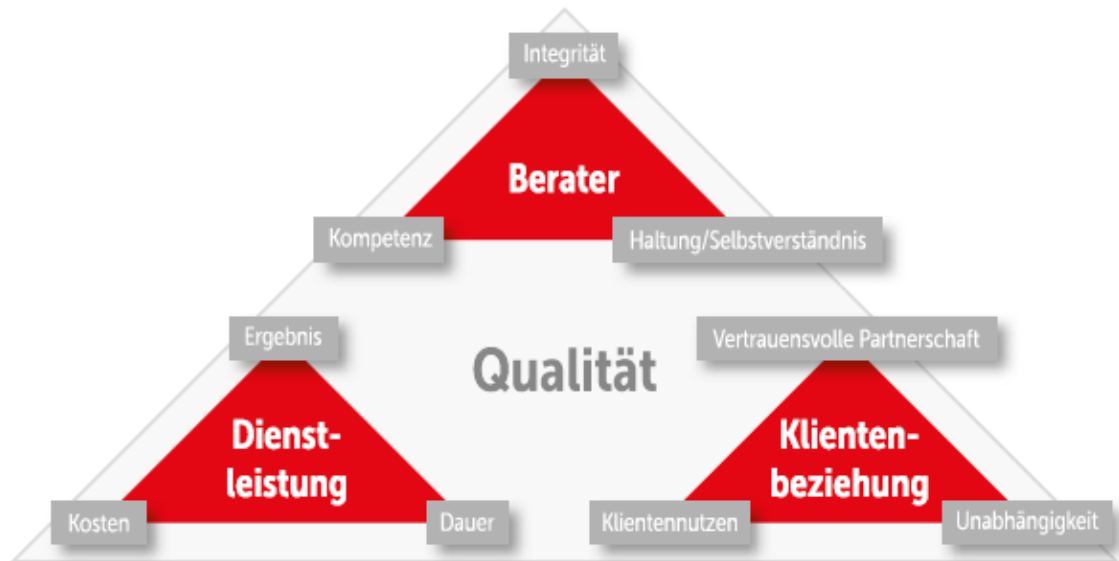 Integrität
Berater
Kompetenz
Haltung/Selbstverständnis
Ergebnis
Vertrauensvolle Partnerschaft
Qualität
Dienst-
leistung
Klienten-
beziehung
Kosten
Dauer
Klientennutzen
Unabhängigkeit